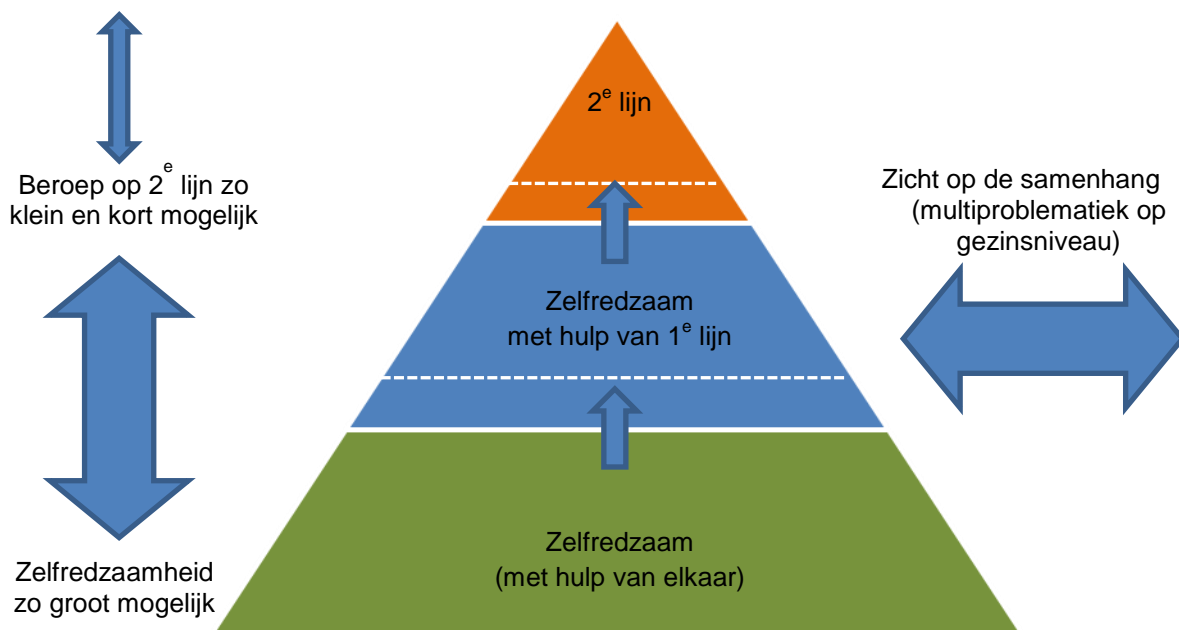 Beroep op 2e lijn zo
klein en kort mogelijk
Zelfredzaamheid
zo groot mogelijk
2e lijn
Zelfredzaam
met hulp van 1e lijn
Zelfredzaam
(met hulp van elkaar)
Zicht op de samenhang
(multiproblematiek op
gezinsniveau)